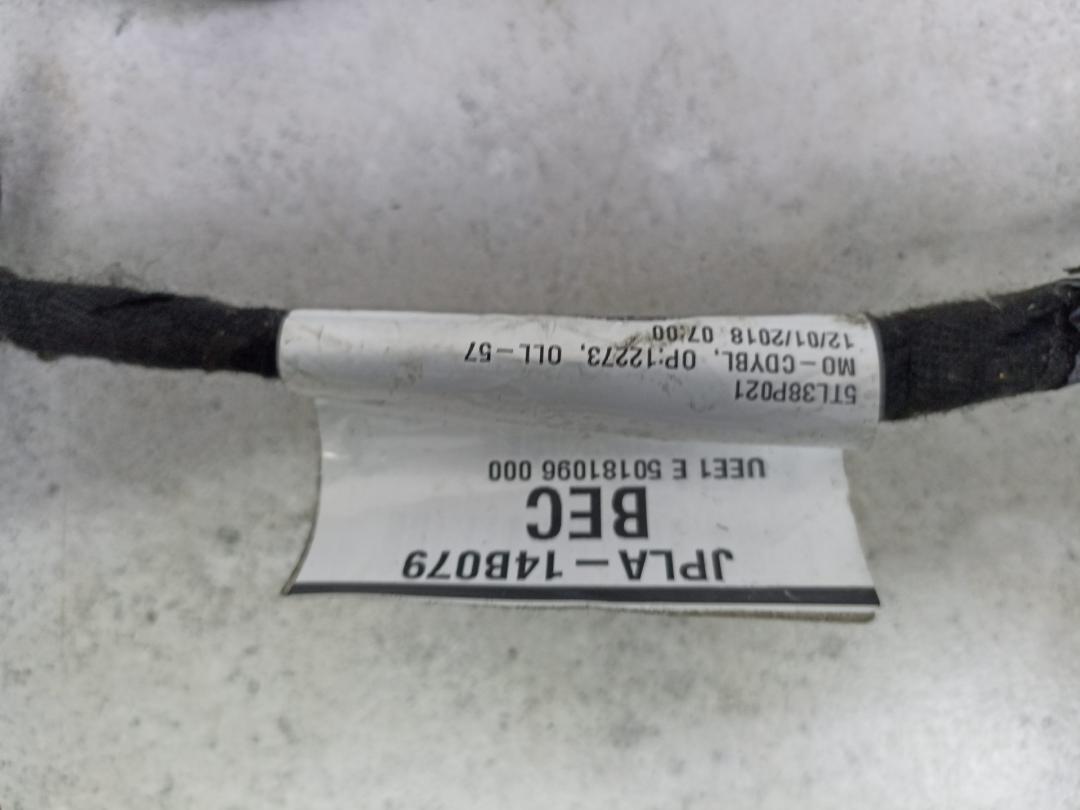 JPLA-14B079
BEC
UEE1 E 50181096 000
5TL38P021
MO-CDYBL, OP:12273, OLL-57
12/01/2018 07:00